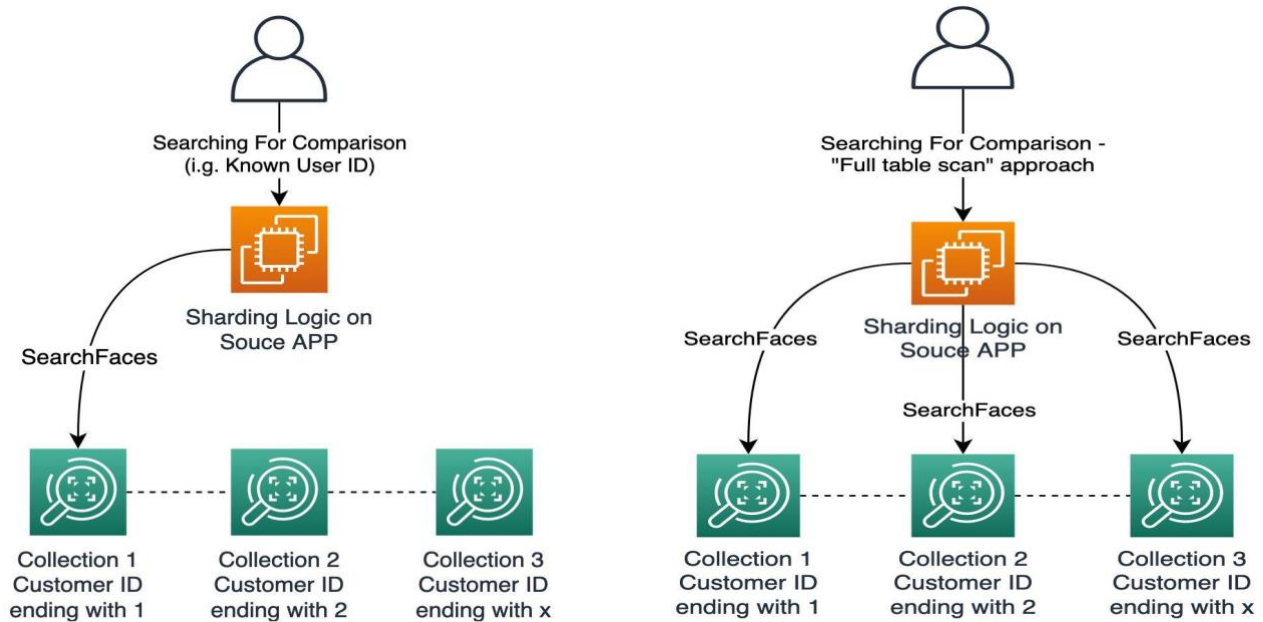 Searching For Comparison
(i.g. Known User ID)
Sharding Logic on
Souce APP
SearchFaces
Collection 1
Customer ID
ending with 1
Collection 2
Customer ID
ending with 2
Collection 3
Customer ID
ending with x
Searching For Comparison -
"Full table scan" approach
Sharding Logic on
Souce APP
SearchFaces
SearchFaces
SearchFaces
Collection 1
Customer ID
ending with 1
Collection 2
Customer ID
ending with 2
Collection 3
Customer ID
ending with x